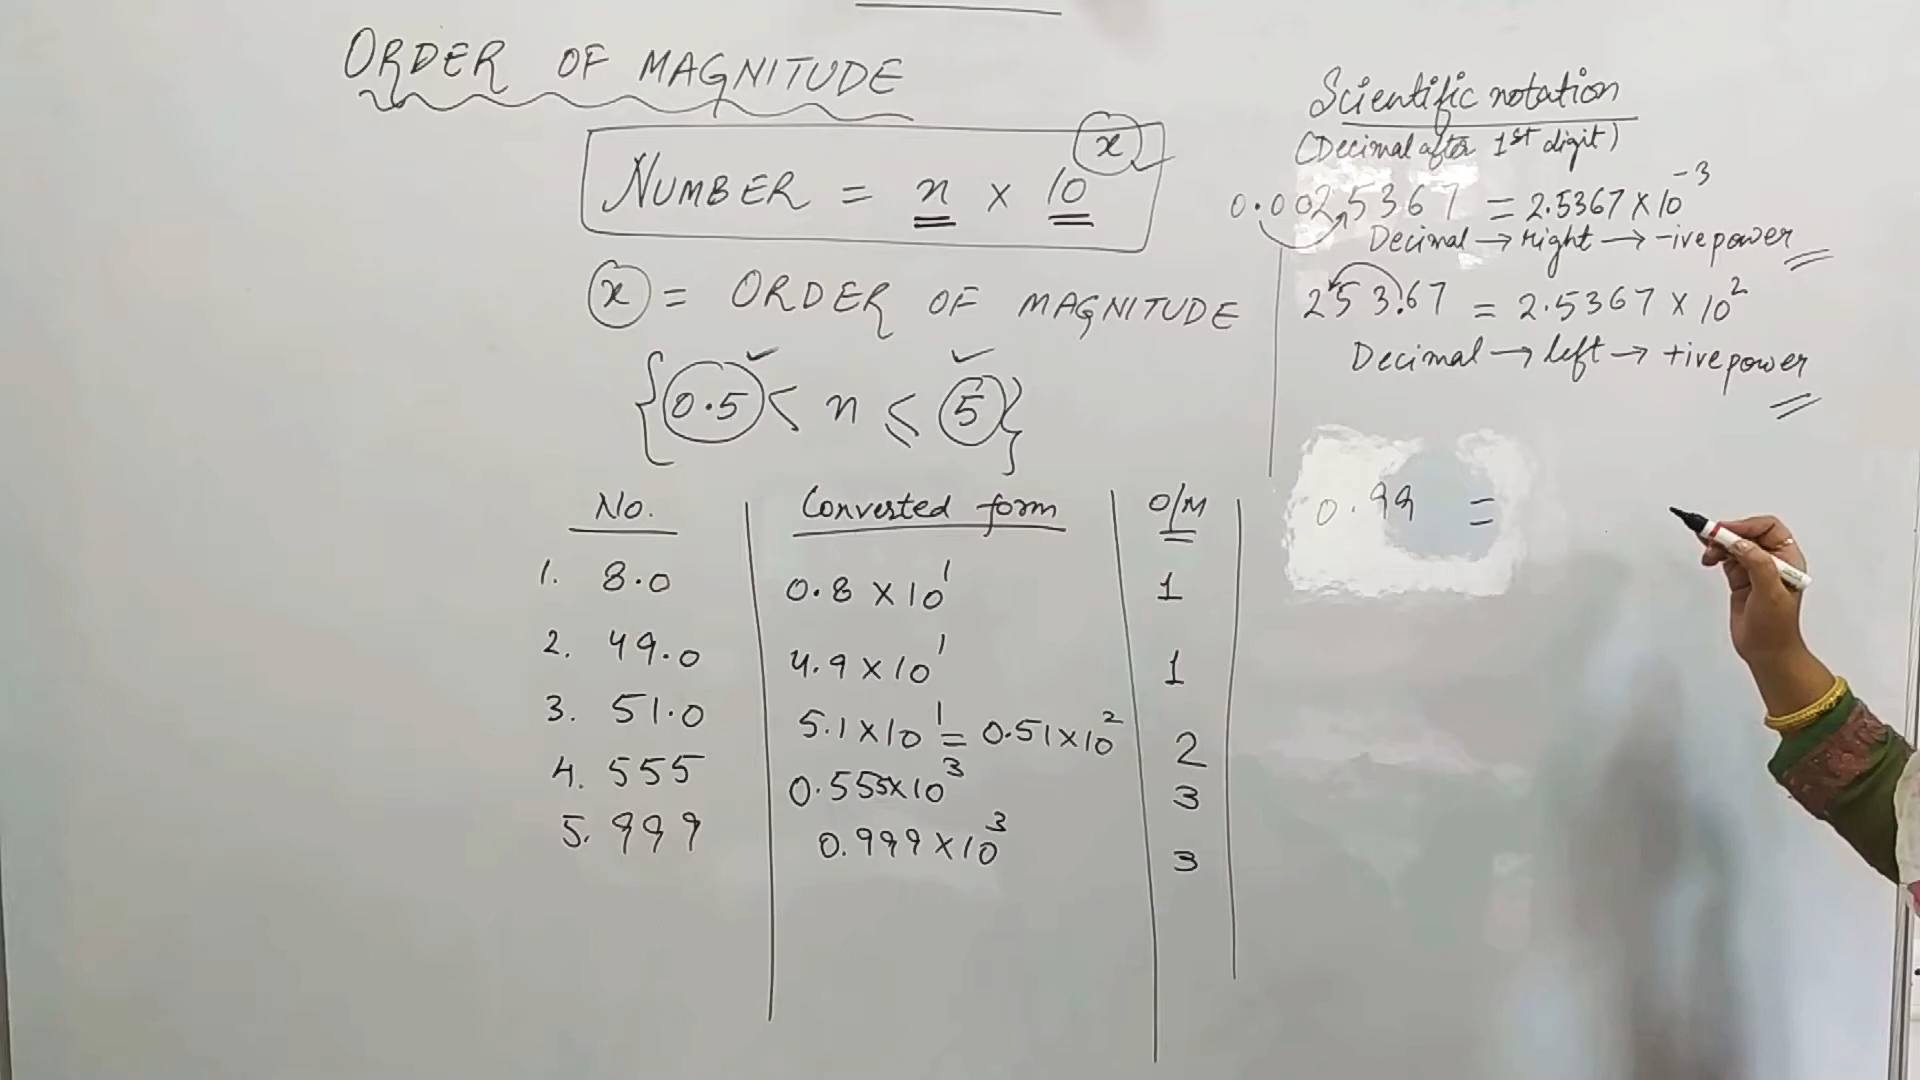 ORDER OF MAGNITUDE
NUMBER = n × 10^x
x = ORDER OF MAGNITUDE
{0.5 < n ≤ 5}
No. Converted form O/M
1. 8.0 0.8 × 10^1 1
2. 49.0 4.9 × 10^1 1
3. 51.0 5.1 × 10^1 = 0.51 × 10^2 2
4. 555 0.555 × 10^3 3
5. 999 0.999 × 10^3 3
Scientific notation
(Decimal after 1st digit)
0.0025367 = 2.5367 × 10^-3
Decimal → right → -ive power
253.67 = 2.5367 × 10^2
Decimal → left → +ive power
0.99 =